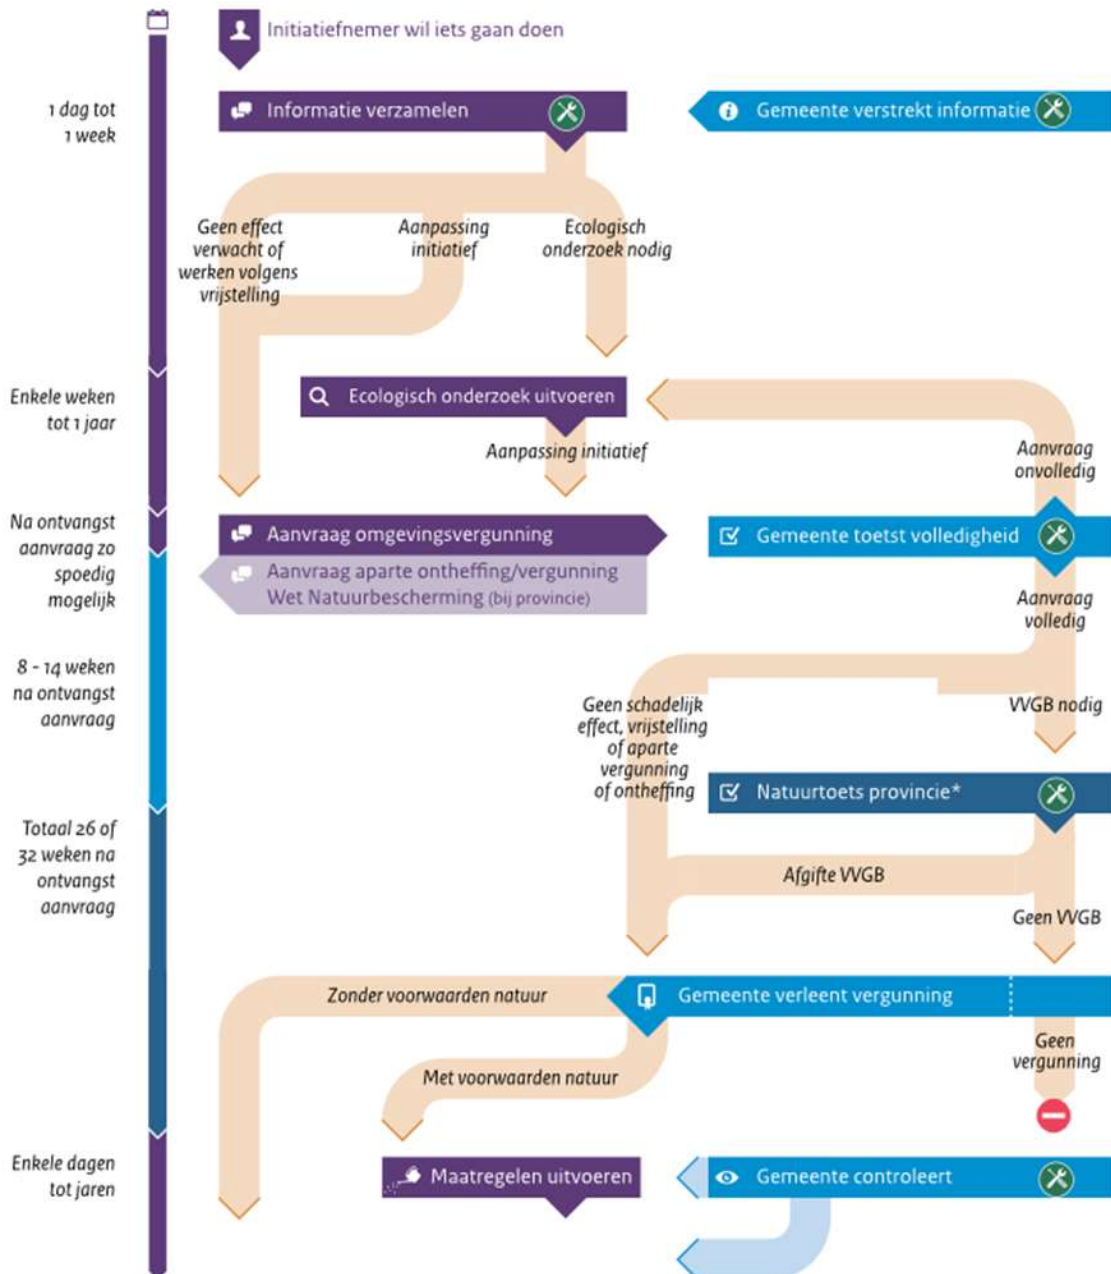 Initiatiefnemer wil iets gaan doen
1 dag tot
1 week
Informatie verzamelen
Gemeente verstrekt informatie
Geen effect
verwacht of
werken volgens
vrijstelling
Aanpassing
initiatief
Ecologisch
onderzoek nodig
Enkele weken
tot 1 jaar
Ecologisch onderzoek uitvoeren
Aanpassing initiatief
Aanvraag
onvolledig
Na ontvangst
aanvraag zo
spoedig
mogelijk
Aanvraag omgevingsvergunning
Gemeente toetst volledigheid
Aanvraag aparte ontheffing/vergunning
Wet Natuurbescherming (bij provincie)
Aanvraag
volledig
8 - 14 weken
na ontvangst
aanvraag
Geen schadelijk
effect, vrijstelling
of aparte
vergunning
of ontheffing
VVGB nodig
Natuurtoets provincie*
Totaal 26 of
32 weken na
ontvangst
aanvraag
Afgifte VVGB
Geen VVGB
Zonder voorwaarden natuur
Gemeente verleent vergunning
Geen
vergunning
Met voorwaarden natuur
Enkele dagen
tot jaren
Maatregelen uitvoeren
Gemeente controleert